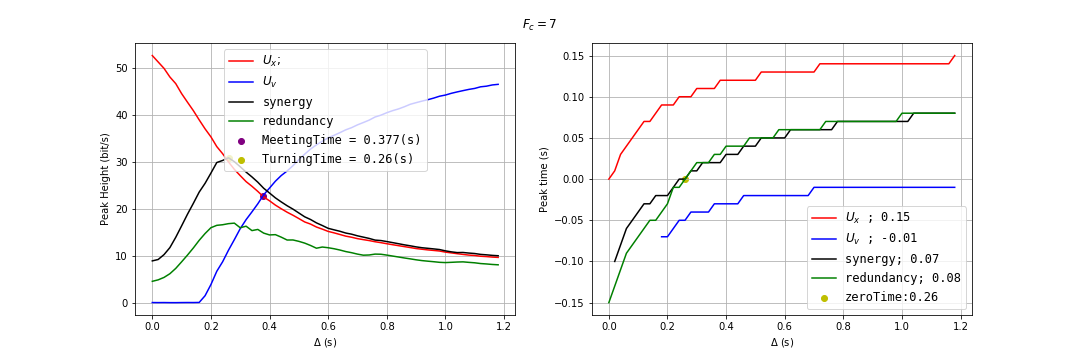 F_c = 7
Peak Height (bit/s)
50
40
30
20
10
0
U_x;
U_v
synergy
redundancy
MeetingTime = 0.377(s)
TurningTime = 0.26(s)
0.0 0.2 0.4 0.6 0.8 1.0 1.2
Δ (s)
Peak time (s)
0.15
0.10
0.05
0.00
−0.05
−0.10
−0.15
U_x ; 0.15
U_v ; -0.01
synergy; 0.07
redundancy; 0.08
zeroTime:0.26
0.0 0.2 0.4 0.6 0.8 1.0 1.2
Δ (s)